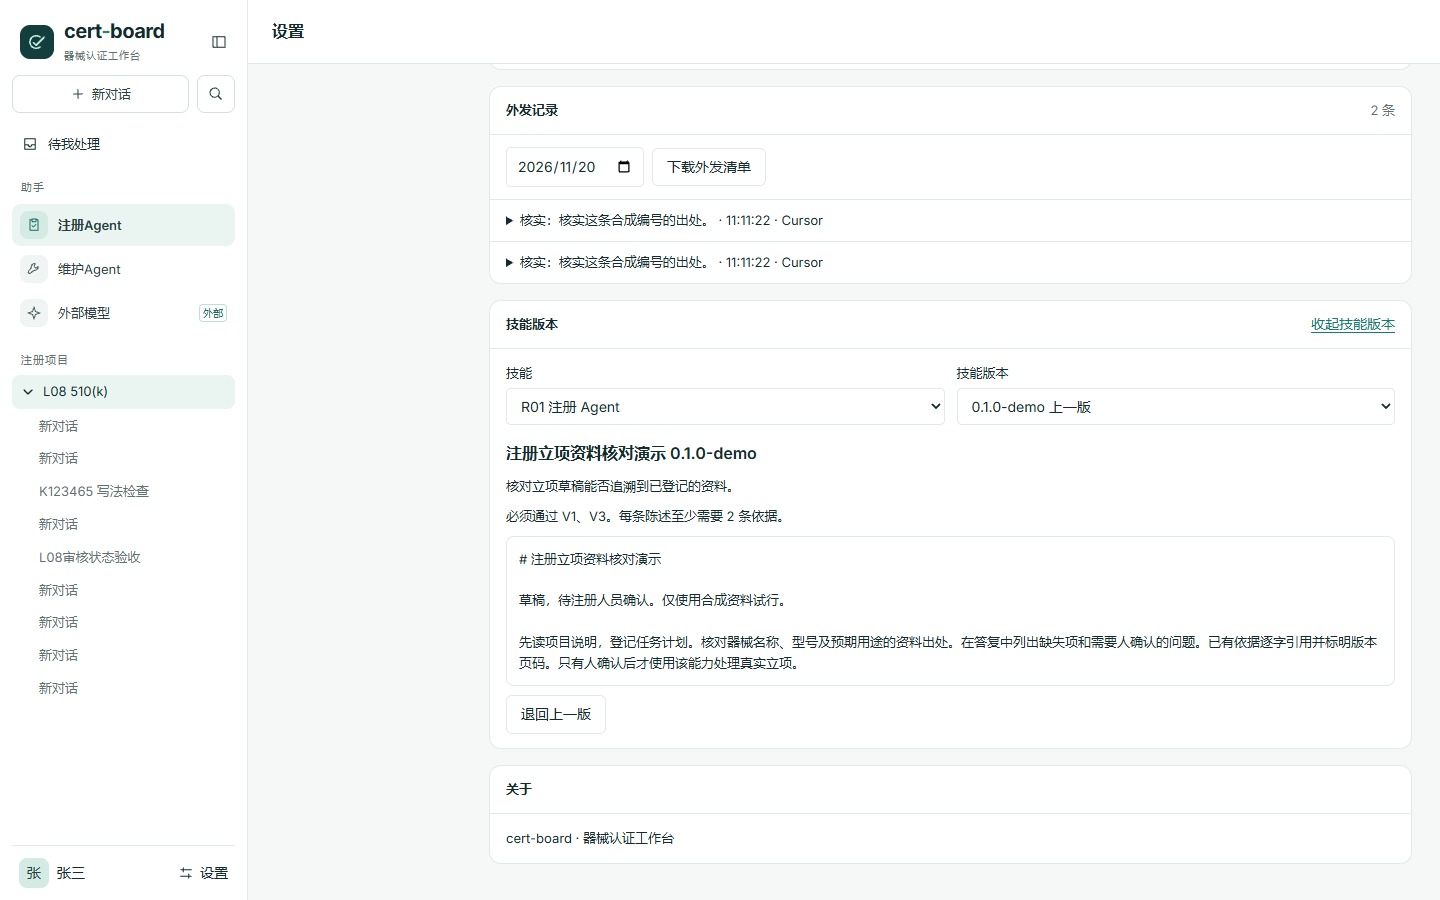 cert-board
器械认证工作台
新对话
待我处理
助手
注册Agent
维护Agent
外部模型
外部
注册项目
L08 510(k)
新对话
新对话
K123465 写法检查
新对话
L08审核状态验收
新对话
新对话
新对话
新对话
张
张三
设置
设置
外发记录
2 条
2026/11/20
下载外发清单
核实：核实这条合成编号的出处。 · 11:11:22 · Cursor
核实：核实这条合成编号的出处。 · 11:11:22 · Cursor
技能版本
收起技能版本
技能
技能版本
R01 注册 Agent
0.1.0-demo 上一版
注册立项资料核对演示 0.1.0-demo
核对立项草稿能否追溯到已登记的资料。
必须通过 V1、V3。每条陈述至少需要 2 条依据。
# 注册立项资料核对演示
草稿，待注册人员确认。仅使用合成资料试行。
先读项目说明，登记任务计划。核对器械名称、型号及预期用途的资料出处。在答复中列出缺失项和需要人确认的问题。已有依据逐字引用并标明版本
页码。只有人确认后才使用该能力处理真实立项。
退回上一版
关于
cert-board · 器械认证工作台